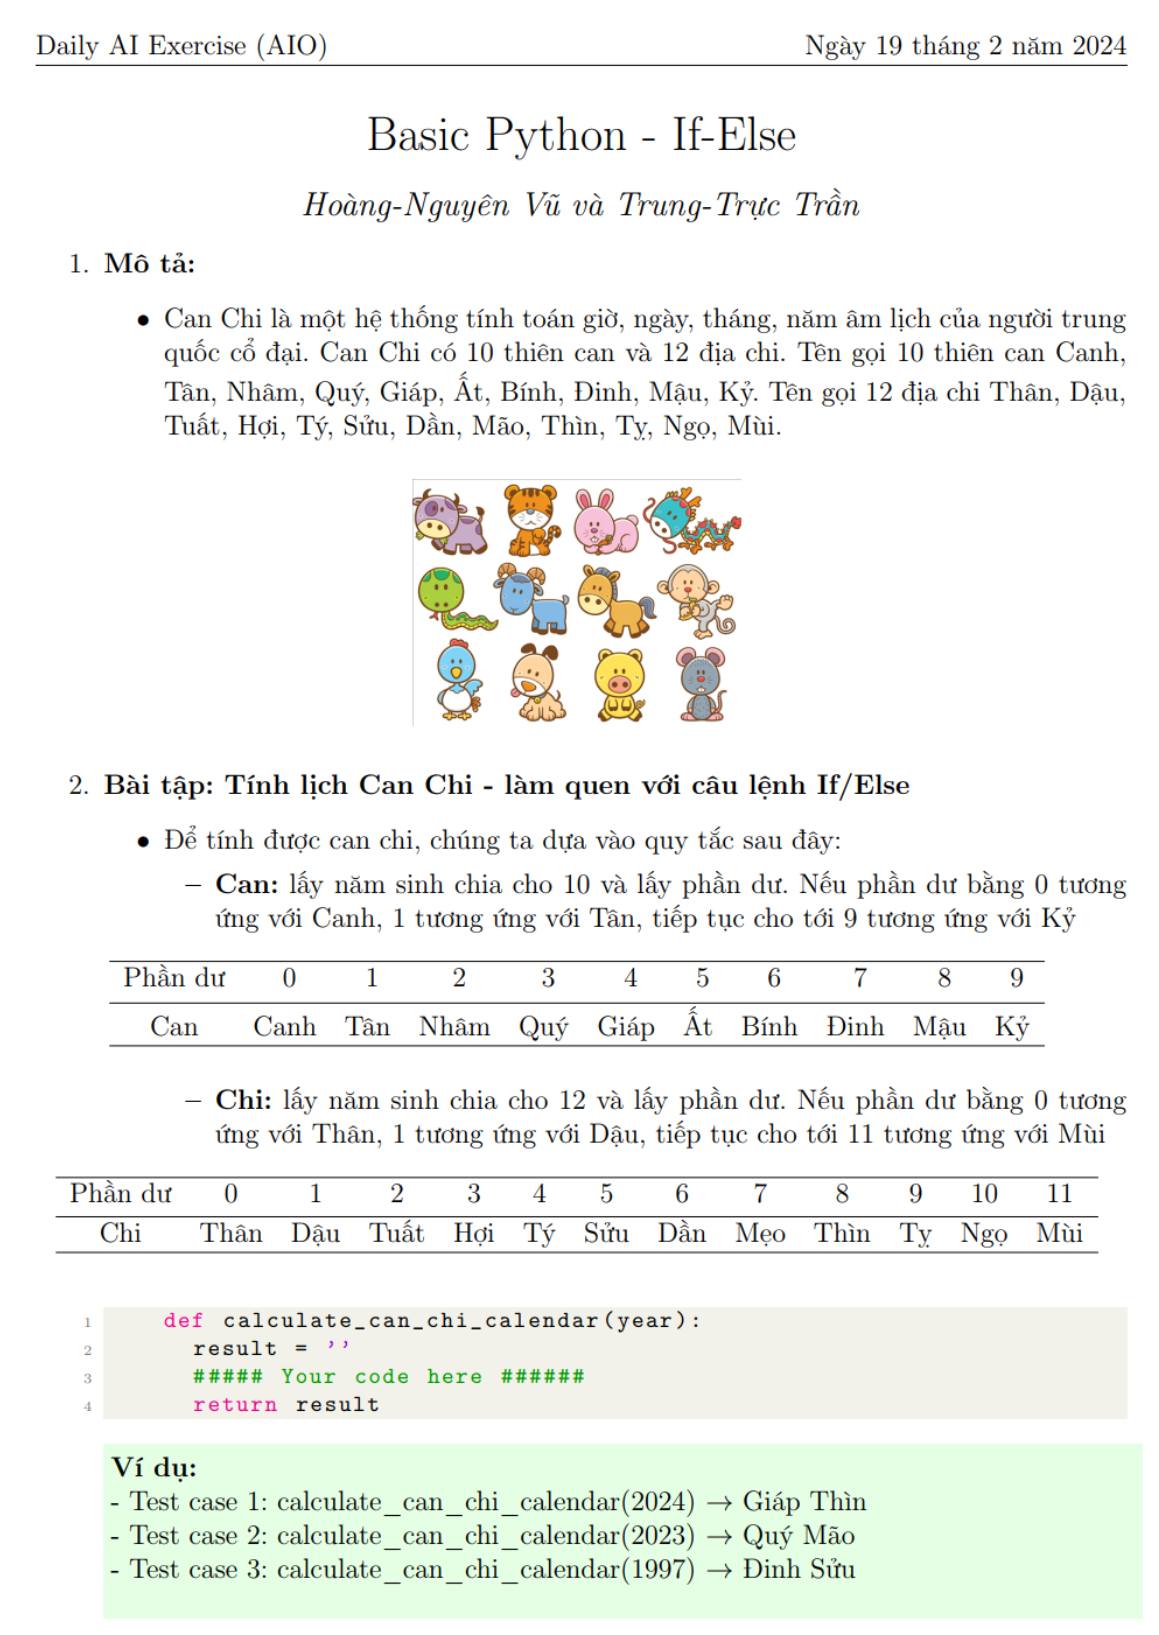 Daily AI Exercise (AIO) Ngày 19 tháng 2 năm 2024
Basic Python - If-Else
Hoàng-Nguyên Vũ và Trung-Trực Trần
1. Mô tả:
• Can Chi là một hệ thống tính toán giờ, ngày, tháng, năm âm lịch của người trung
quốc cổ đại. Can Chi có 10 thiên can và 12 địa chi. Tên gọi 10 thiên can Canh,
Tân, Nhâm, Quý, Giáp, Ất, Bính, Đinh, Mậu, Kỷ. Tên gọi 12 địa chi Thân, Dậu,
Tuất, Hợi, Tý, Sửu, Dần, Mão, Thìn, Tỵ, Ngọ, Mùi.
2. Bài tập: Tính lịch Can Chi - làm quen với câu lệnh If/Else
• Để tính được can chi, chúng ta dựa vào quy tắc sau đây:
– Can: lấy năm sinh chia cho 10 và lấy phần dư. Nếu phần dư bằng 0 tương
ứng với Canh, 1 tương ứng với Tân, tiếp tục cho tới 9 tương ứng với Kỷ
Phần dư 0 1 2 3 4 5 6 7 8 9
Can Canh Tân Nhâm Quý Giáp Ất Bính Đinh Mậu Kỷ
– Chi: lấy năm sinh chia cho 12 và lấy phần dư. Nếu phần dư bằng 0 tương
ứng với Thân, 1 tương ứng với Dậu, tiếp tục cho tới 11 tương ứng với Mùi
Phần dư 0 1 2 3 4 5 6 7 8 9 10 11
Chi Thân Dậu Tuất Hợi Tý Sửu Dần Mẹo Thìn Tỵ Ngọ Mùi
1 def calculate_can_chi_calendar(year):
2 result = ''
3 ##### Your code here ######
4 return result
Ví dụ:
- Test case 1: calculate_can_chi_calendar(2024) → Giáp Thìn
- Test case 2: calculate_can_chi_calendar(2023) → Quý Mão
- Test case 3: calculate_can_chi_calendar(1997) → Đinh Sửu